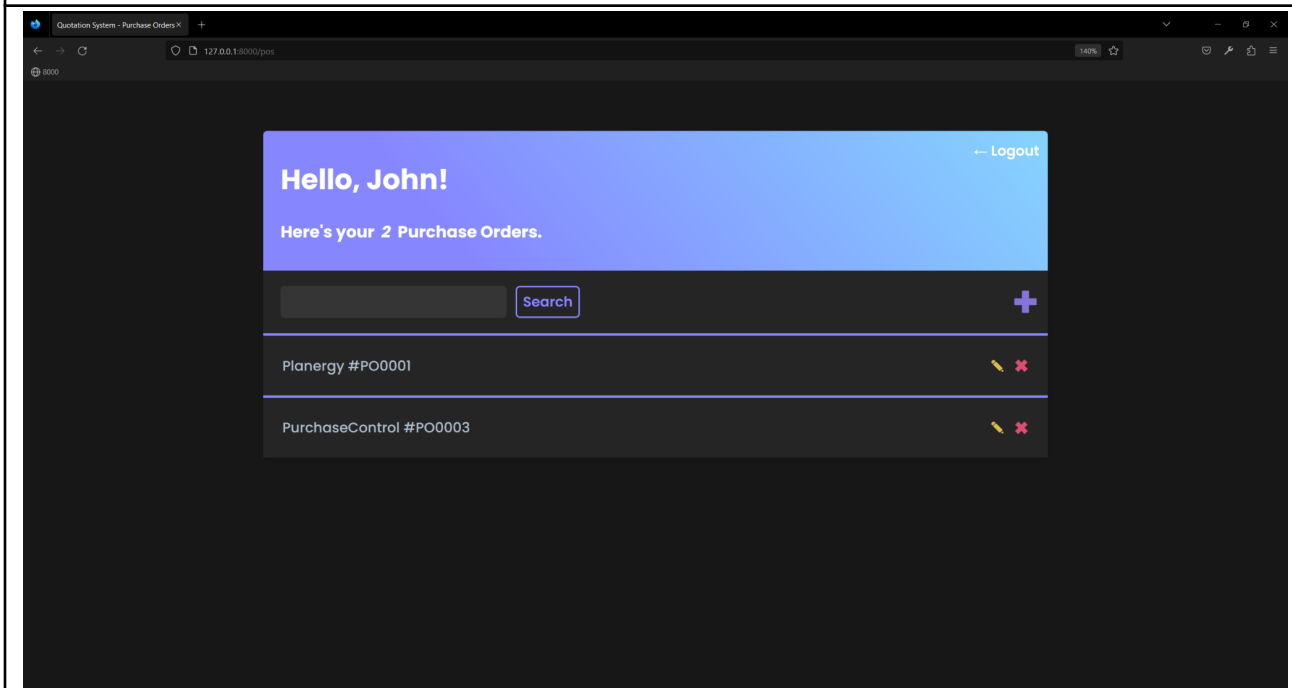 Quotation System - Purchase Orders
127.0.0.1:8000/pos
140%
8000
← Logout
Hello, John!
Here's your 2 Purchase Orders.
Search
Planergy #PO0001
PurchaseControl #PO0003